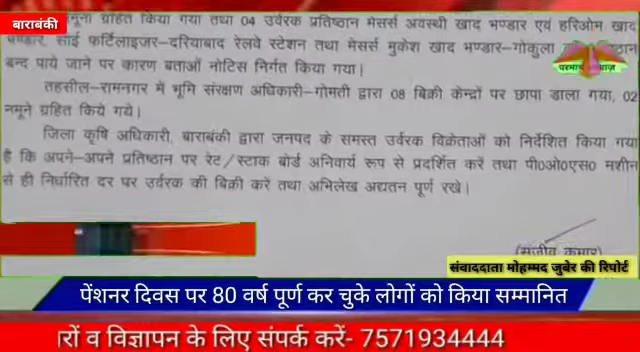 बाराबंकी
नमूना ग्रहित किया गया तथा 04 उर्वरक प्रतिष्ठान मेसर्स अवस्थी खाद भण्डार एवं हरिओम खाद
भण्डार, साई फर्टिलाइजर-दरियाबाद रेलवे स्टेशन तथा मेसर्स मुकेश खाद भण्डार-गोकुला
बन्द पाये जाने पर कारण बताओं नोटिस निर्गत किया गया।
तहसील-रामनगर में भूमि संरक्षण अधिकारी-गोमती द्वारा 08 बिक्री केन्द्रों पर छापा डाला गया, 02
नमूने ग्रहित किये गये।
जिला कृषि अधिकारी, बाराबंकी द्वारा जनपद के समस्त उर्वरक विक्रेताओं को निर्देशित किया गया
है कि अपने-अपने प्रतिष्ठान पर रेट/स्टाक बोर्ड अनिवार्य रूप से प्रदर्शित करें तथा पी0ओ0एस0 मशीन
से ही निर्धारित दर पर उर्वरक की बिक्री करें तथा अभिलेख अद्यतन पूर्ण रखे।
(सजीव कुमार)
संवाददाता मोहम्मद जुबेर की रिपोर्ट
पेंशनर दिवस पर 80 वर्ष पूर्ण कर चुके लोगों को किया सम्मानित
रों व विज्ञापन के लिए संपर्क करें- 7571934444